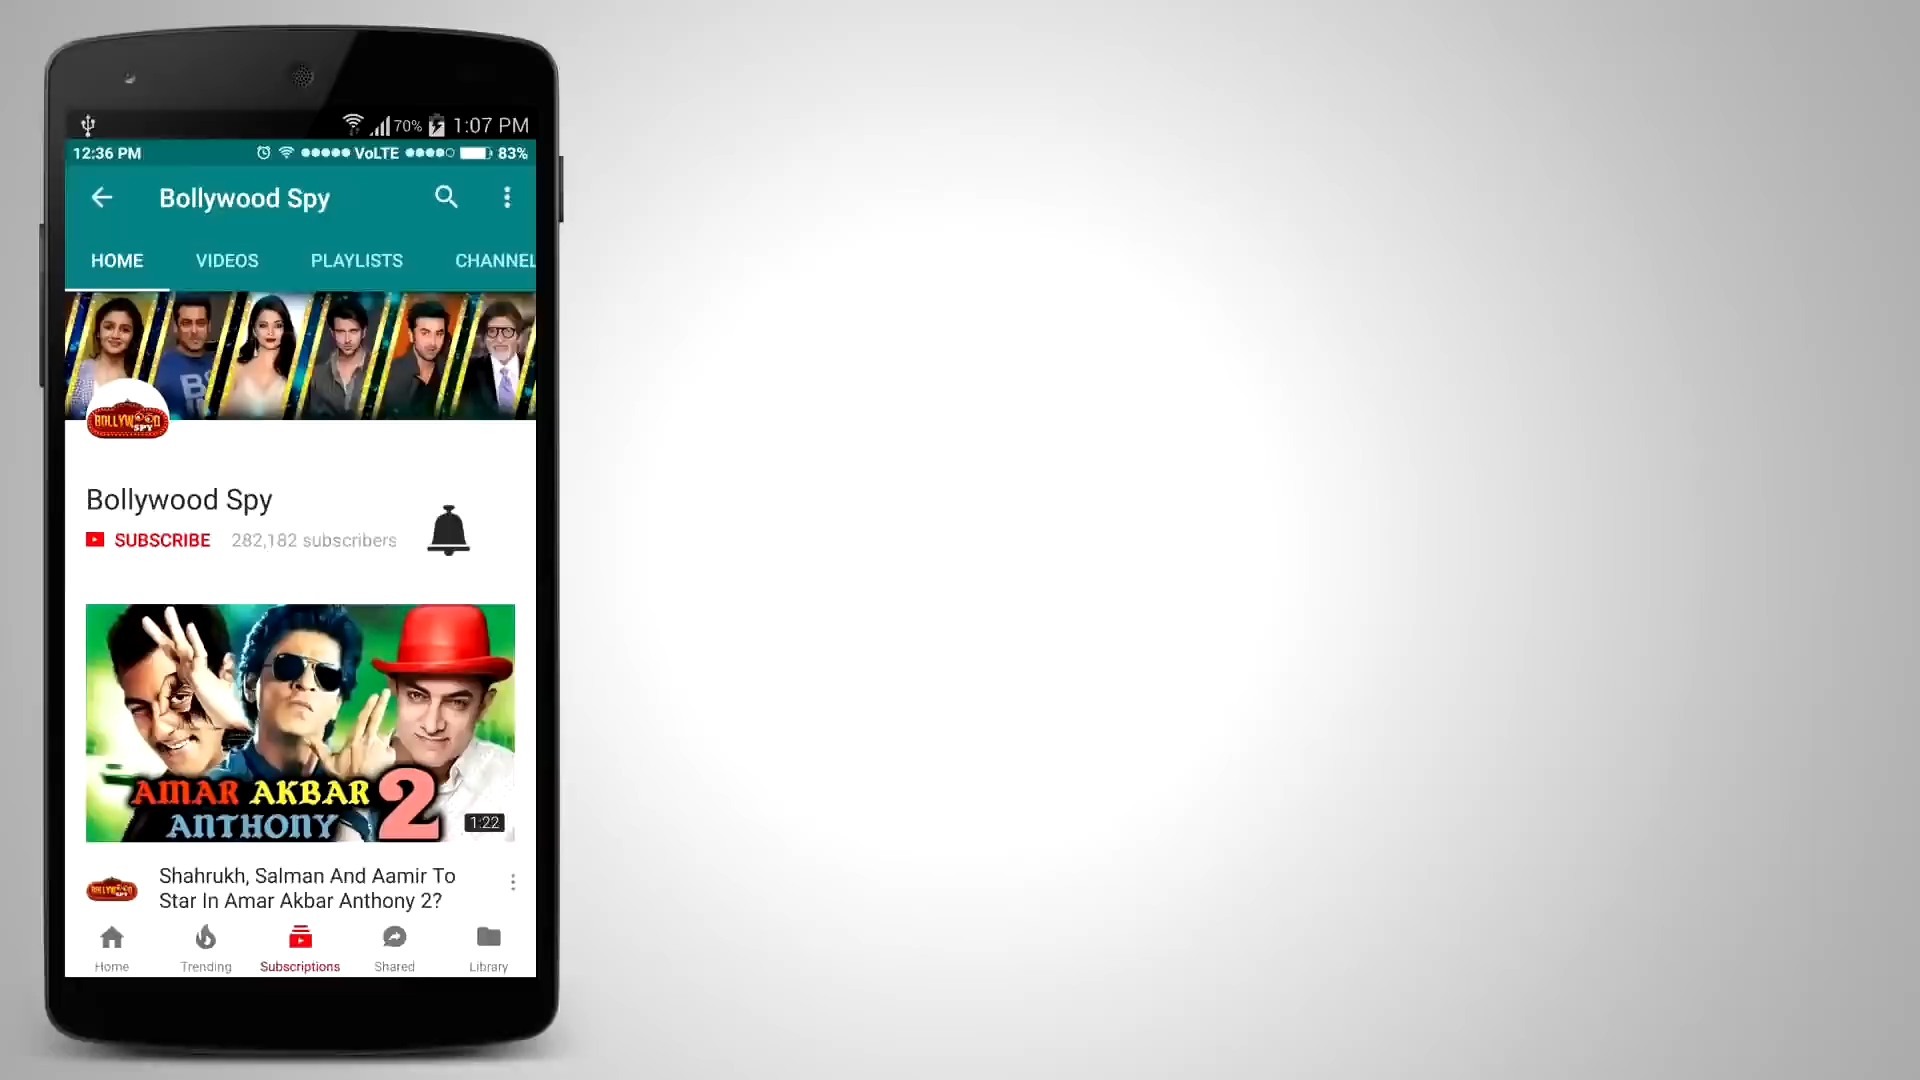 70% 1:07 PM
12:36 PM VoLTE 83%
Bollywood Spy
HOME VIDEOS PLAYLISTS CHANNEL
BOLLYWOOD
SPY
Bollywood Spy
SUBSCRIBE 282,182 subscribers
AMAR AKBAR 2
ANTHONY
1:22
Shahrukh, Salman And Aamir To
Star In Amar Akbar Anthony 2?
Home Trending Subscriptions Shared Library